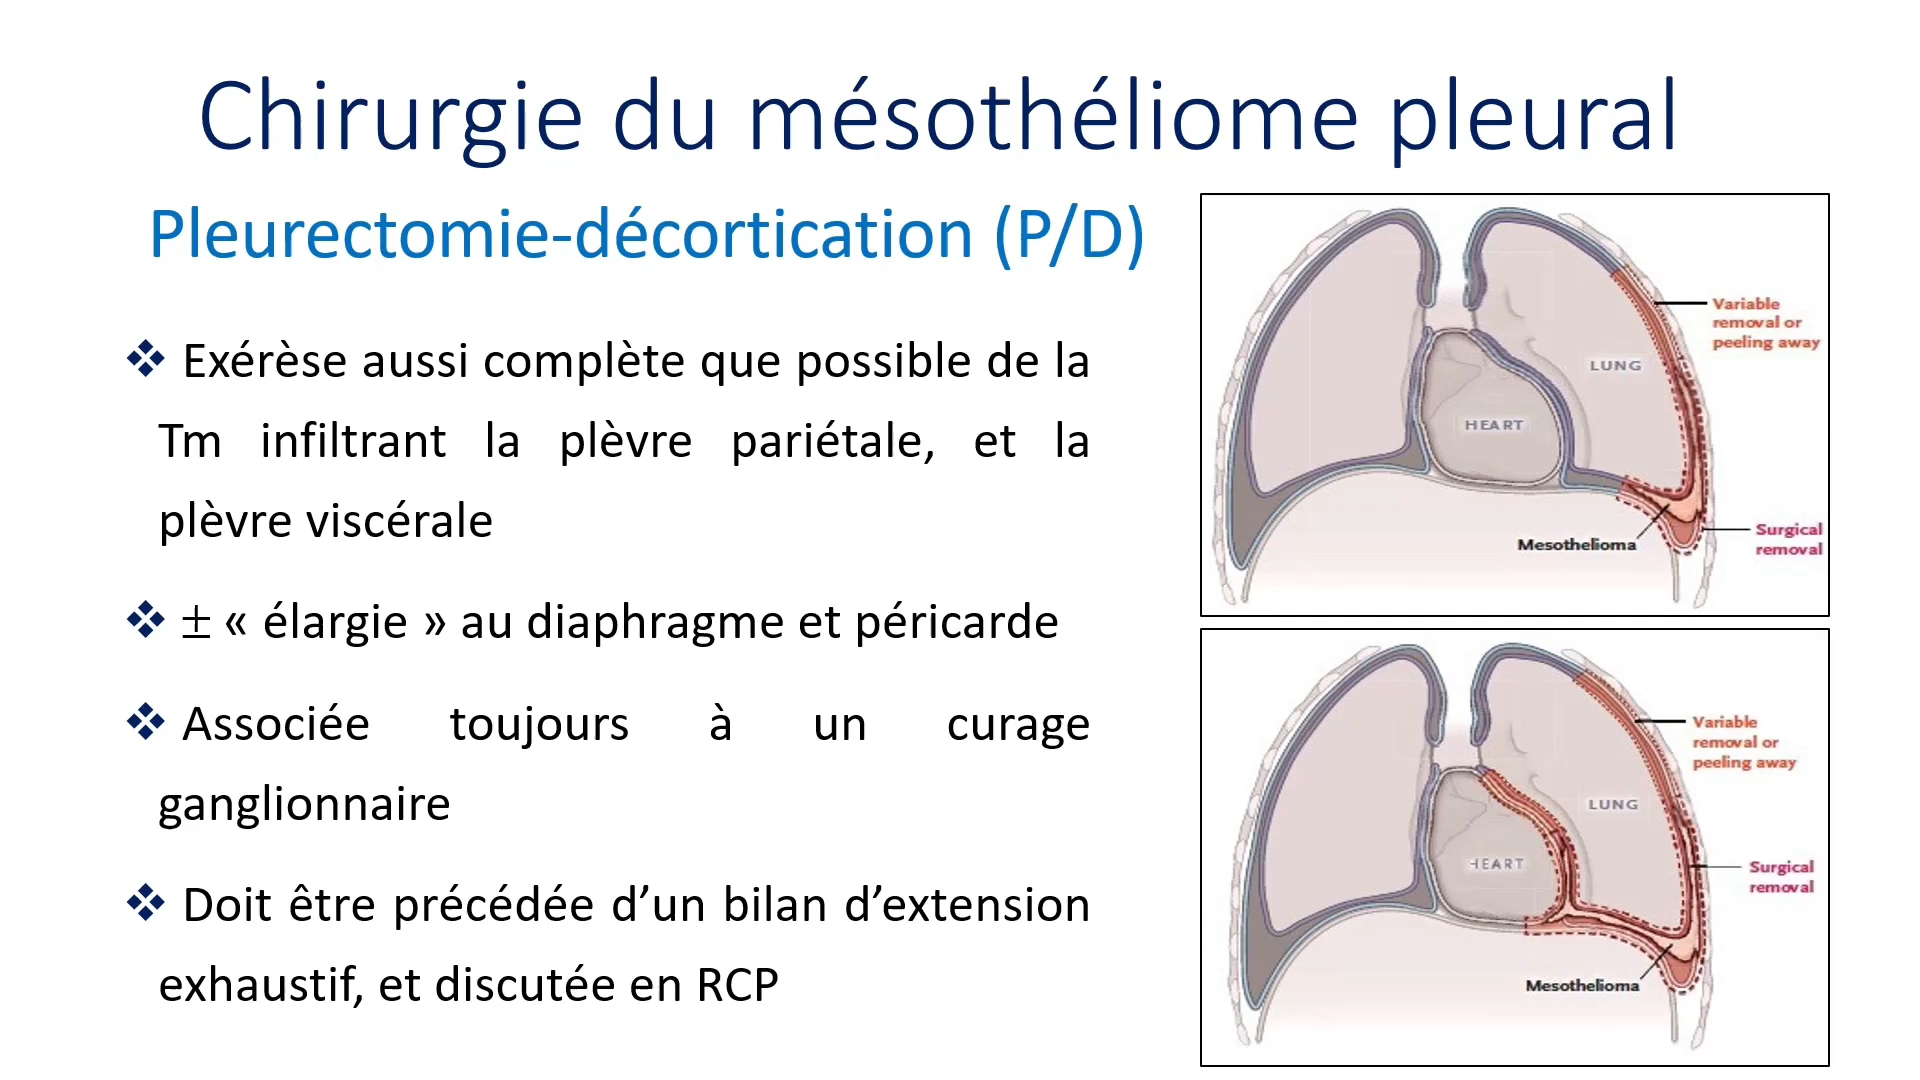 Chirurgie du mésothéliome pleural
Pleurectomie-décortication (P/D)
❖ Exérèse aussi complète que possible de la
Tm infiltrant la plèvre pariétale, et la
plèvre viscérale
❖ ± « élargie » au diaphragme et péricarde
❖ Associée toujours à un curage
ganglionnaire
❖ Doit être précédée d’un bilan d’extension
exhaustif, et discutée en RCP
Variable
removal or
peeling away
LUNG
HEART
Surgical
removal
Mesothelioma
Variable
removal or
peeling away
LUNG
HEART
Surgical
removal
Mesothelioma